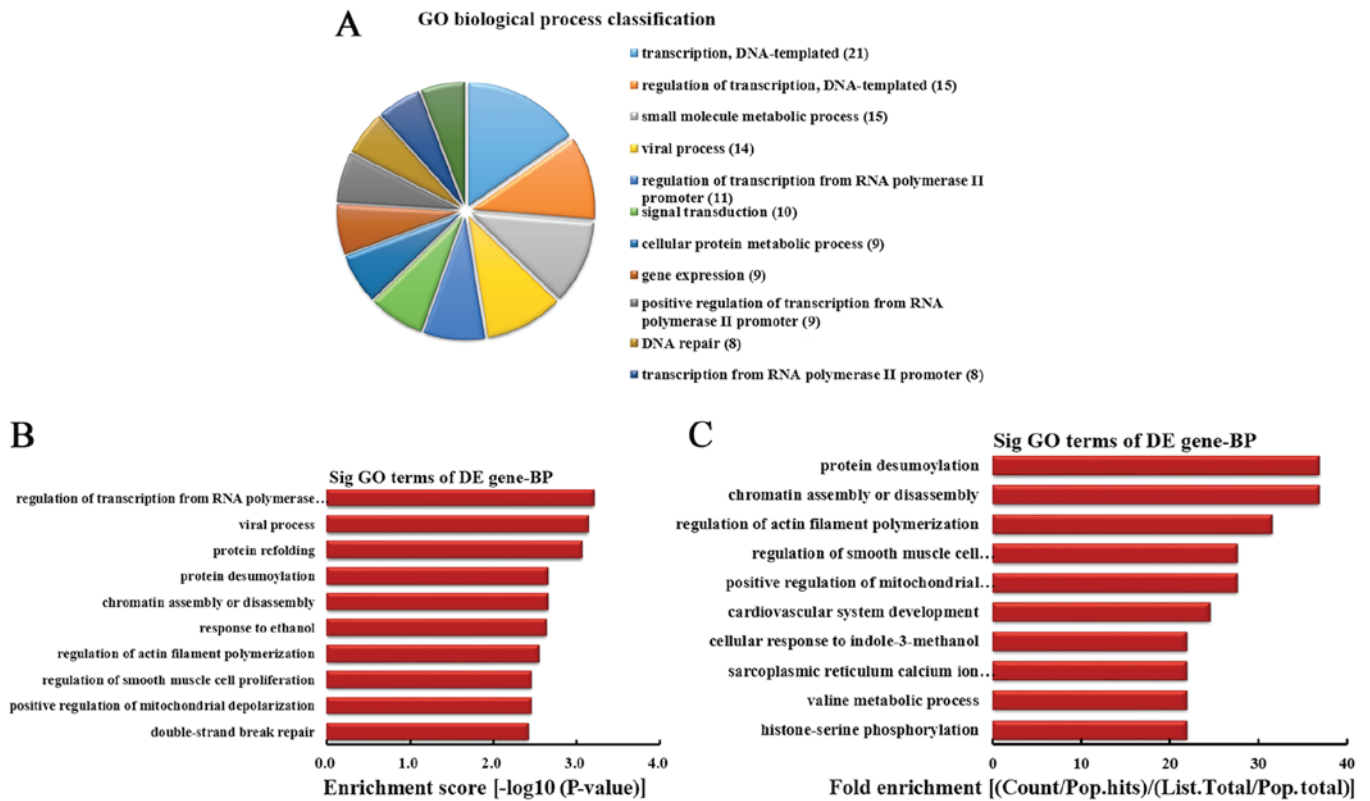 A
GO biological process classification
transcription, DNA-templated (21)
regulation of transcription, DNA-templated (15)
small molecule metabolic process (15)
viral process (14)
regulation of transcription from RNA polymerase II
promoter (11)
signal transduction (10)
cellular protein metabolic process (9)
gene expression (9)
positive regulation of transcription from RNA
polymerase II promoter (9)
DNA repair (8)
transcription from RNA polymerase II promoter (8)
B
Sig GO terms of DE gene-BP
regulation of transcription from RNA polymerase…
viral process
protein refolding
protein desumoylation
chromatin assembly or disassembly
response to ethanol
regulation of actin filament polymerization
regulation of smooth muscle cell proliferation
positive regulation of mitochondrial depolarization
double-strand break repair
0.0 1.0 2.0 3.0 4.0
Enrichment score [-log10 (P-value)]
C
Sig GO terms of DE gene-BP
protein desumoylation
chromatin assembly or disassembly
regulation of actin filament polymerization
regulation of smooth muscle cell…
positive regulation of mitochondrial…
cardiovascular system development
cellular response to indole-3-methanol
sarcoplasmic reticulum calcium ion…
valine metabolic process
histone-serine phosphorylation
0 10 20 30 40
Fold enrichment [(Count/Pop.hits)/(List.Total/Pop.total)]